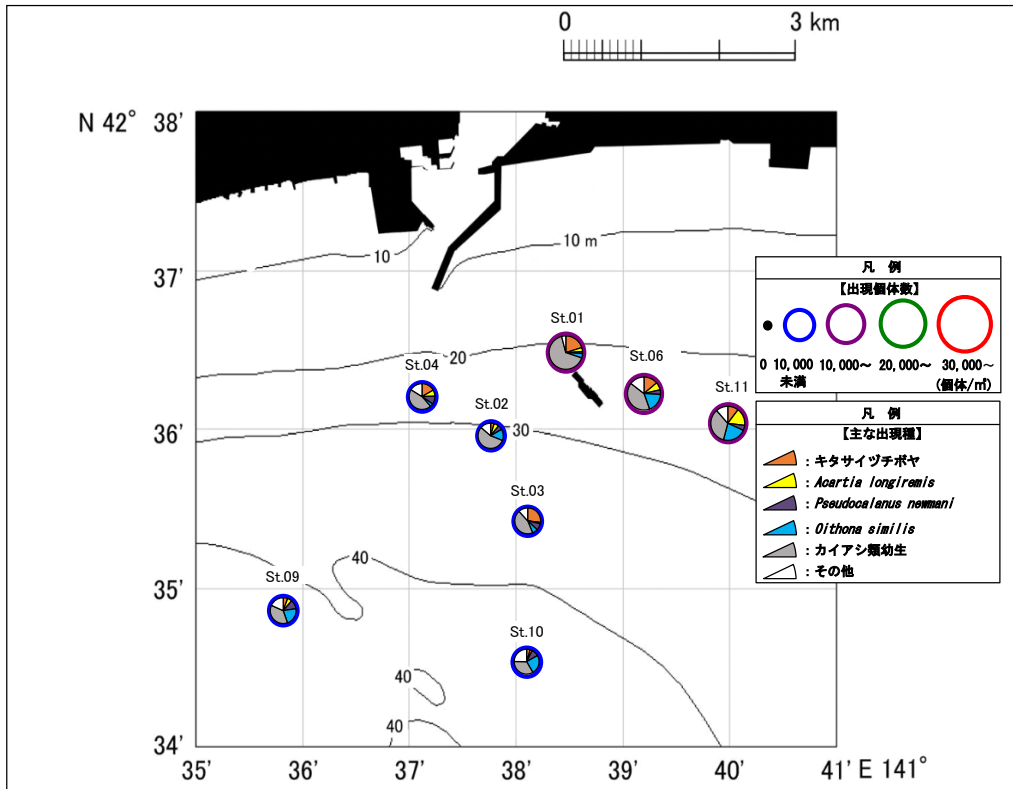 0 3 km
N 42° 38'
10 m
10
37'
St.01
20
St.04
St.06
St.11
St.02
36'
30
St.03
40
St.09
35'
St.10
40
40
34'
35' 36' 37' 38' 39' 40' 41' E 141°
凡 例
【出現個体数】
0 10,000 10,000～ 20,000～ 30,000～
未満 (個体/㎡)
凡 例
【主な出現種】
：キタサイヅチボヤ
：Acartia longiremis
：Pseudocalanus newmani
：Oithona similis
：カイアシ類幼生
：その他